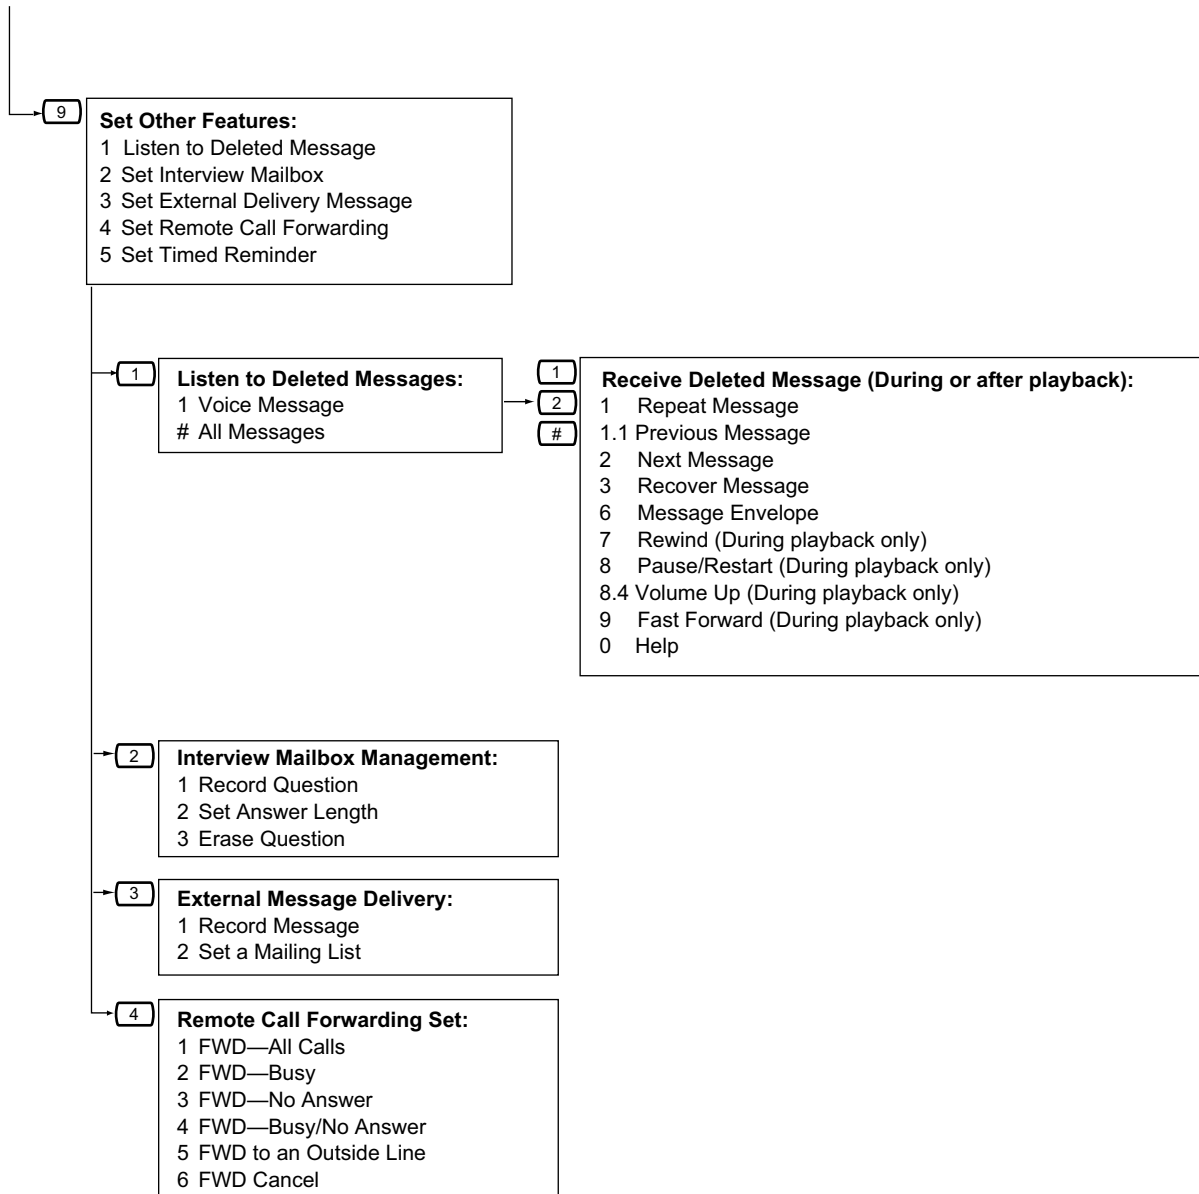 9
Set Other Features:
1 Listen to Deleted Message
2 Set Interview Mailbox
3 Set External Delivery Message
4 Set Remote Call Forwarding
5 Set Timed Reminder
1
Listen to Deleted Messages:
1 Voice Message
# All Messages
1
2
#
Receive Deleted Message (During or after playback):
1 Repeat Message
1.1 Previous Message
2 Next Message
3 Recover Message
6 Message Envelope
7 Rewind (During playback only)
8 Pause/Restart (During playback only)
8.4 Volume Up (During playback only)
9 Fast Forward (During playback only)
0 Help
2
Interview Mailbox Management:
1 Record Question
2 Set Answer Length
3 Erase Question
3
External Message Delivery:
1 Record Message
2 Set a Mailing List
4
Remote Call Forwarding Set:
1 FWD—All Calls
2 FWD—Busy
3 FWD—No Answer
4 FWD—Busy/No Answer
5 FWD to an Outside Line
6 FWD Cancel